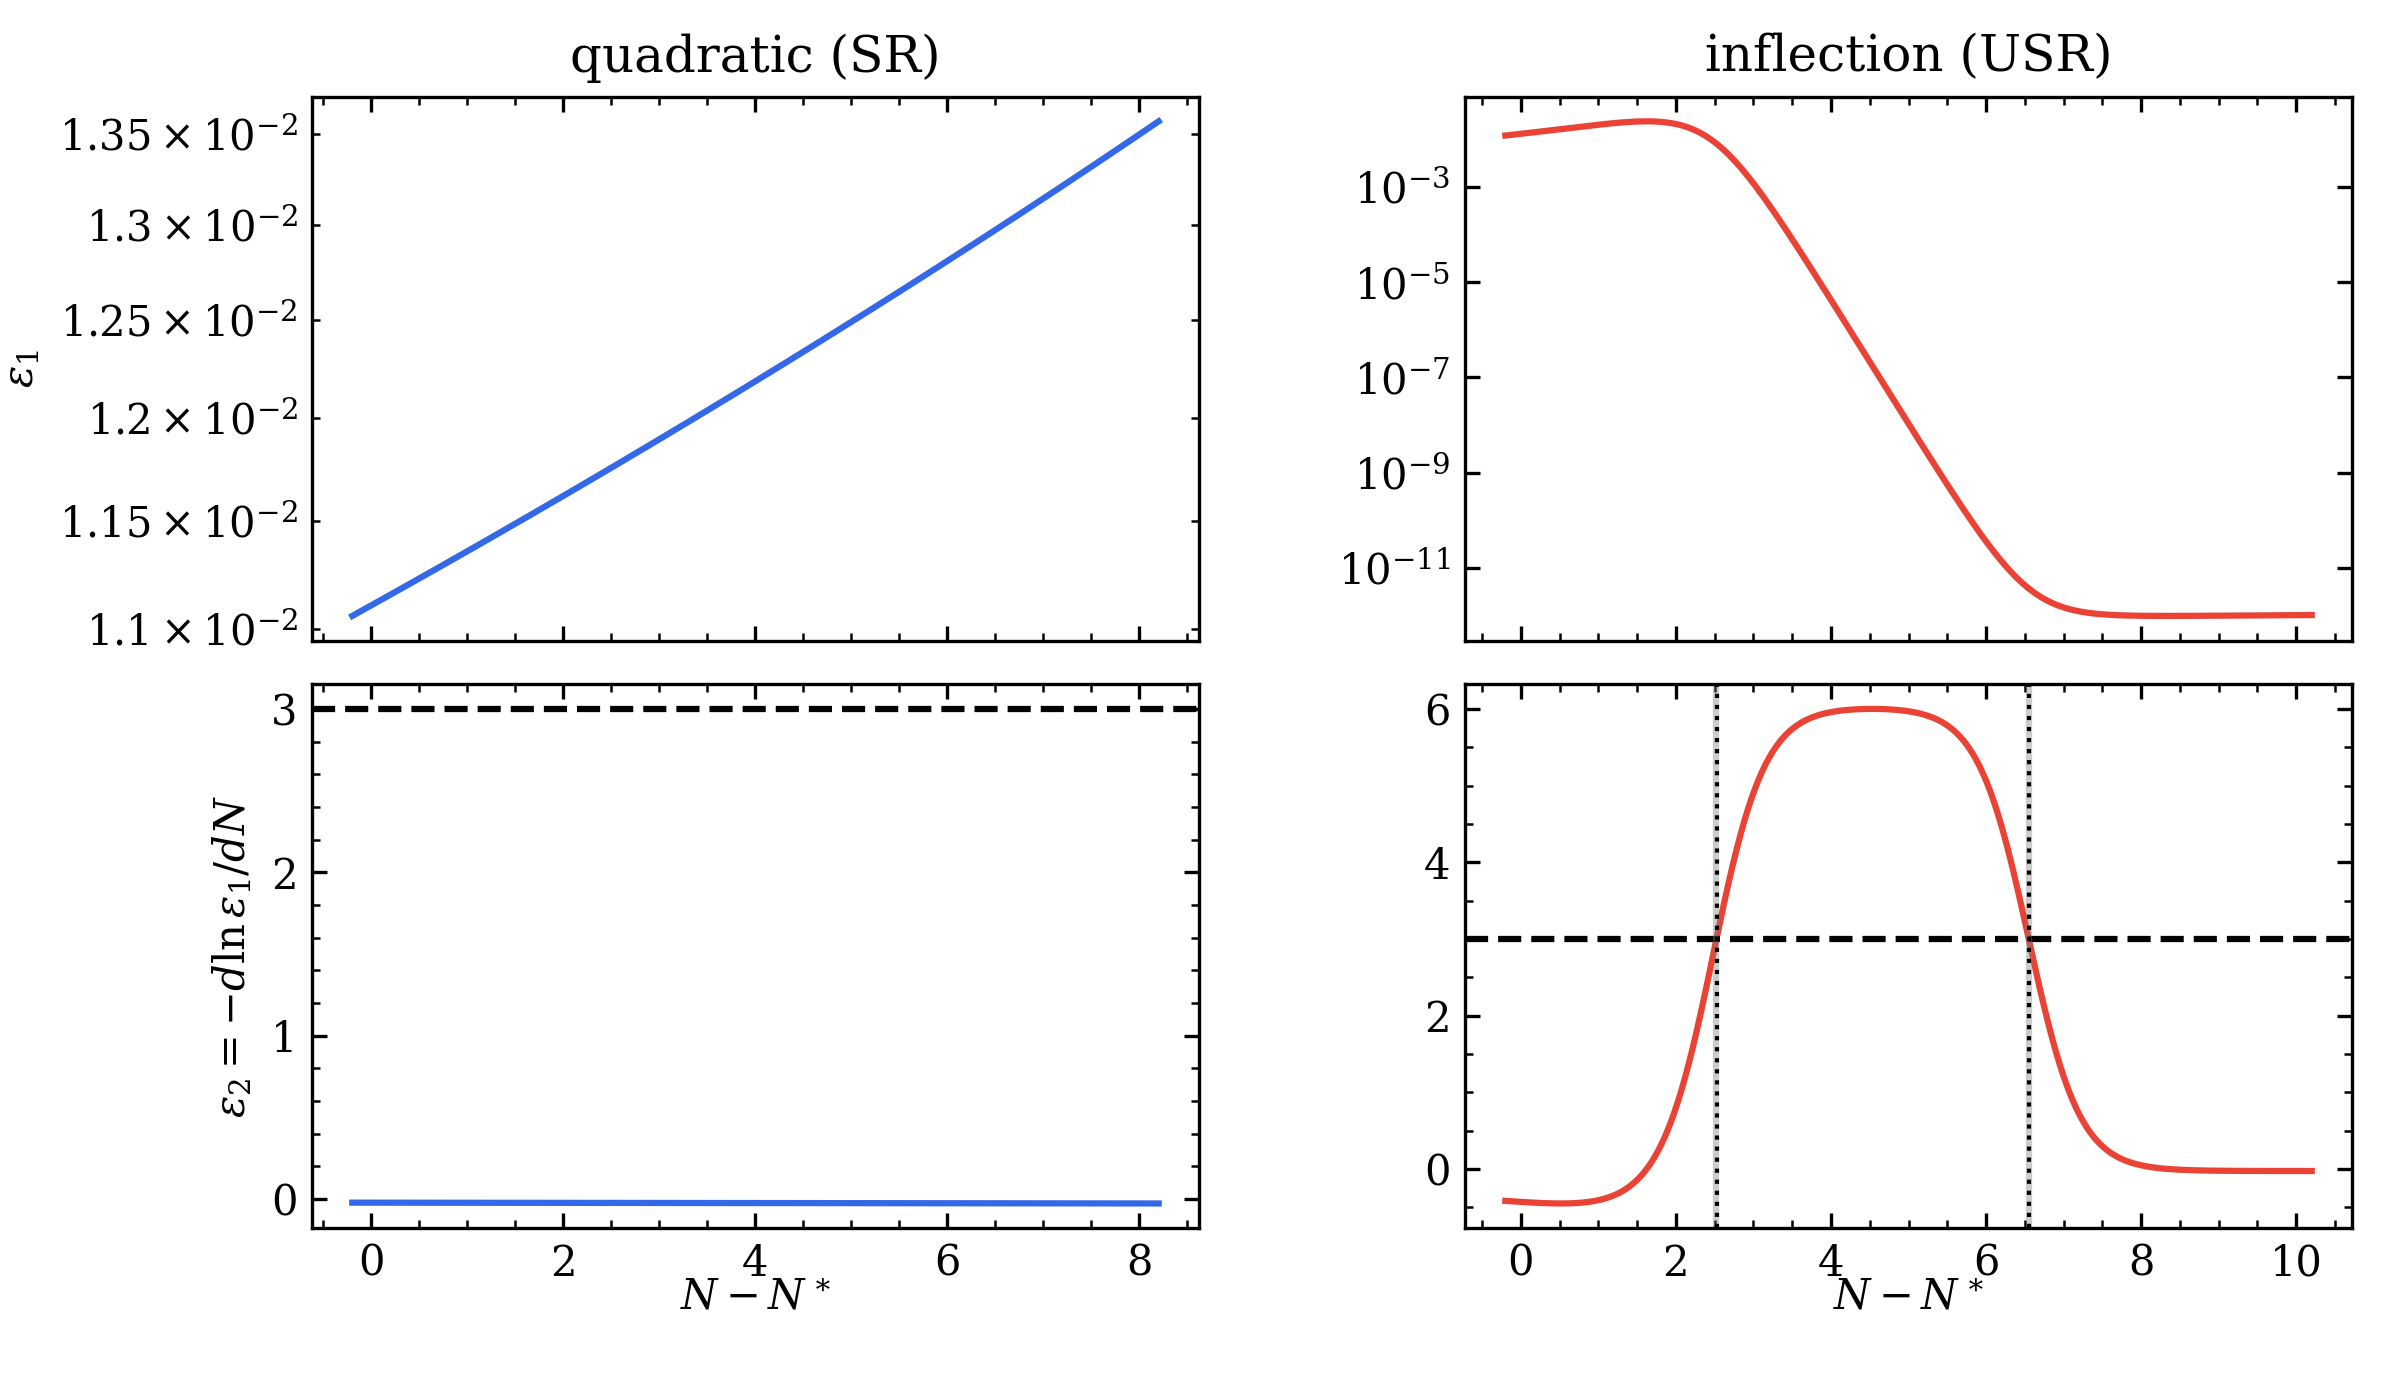 quadratic (SR)
1.35 × 10⁻²
1.3 × 10⁻²
1.25 × 10⁻²
1.2 × 10⁻²
1.15 × 10⁻²
1.1 × 10⁻²
ε₁
inflection (USR)
10⁻³
10⁻⁵
10⁻⁷
10⁻⁹
10⁻¹¹
3
2
1
0
ε₂ = −d ln ε₁/dN
0 2 4 6 8
N − N*
6
4
2
0
0 2 4 6 8 10
N − N*